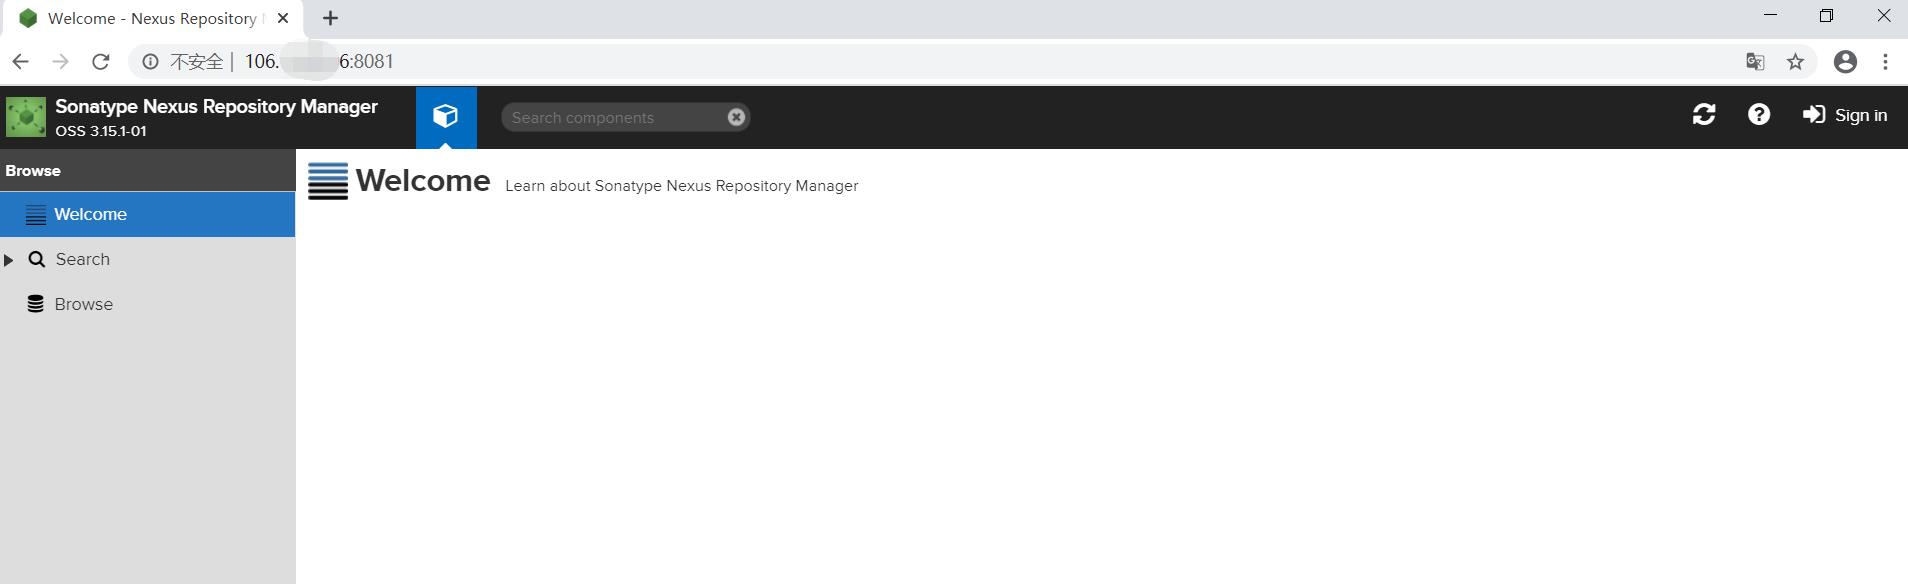 Welcome - Nexus Repository
不安全 | 106. 6:8081
Sonatype Nexus Repository Manager
OSS 3.15.1-01
Search components
Sign in
Browse
Welcome
Search
Browse
Welcome Learn about Sonatype Nexus Repository Manager